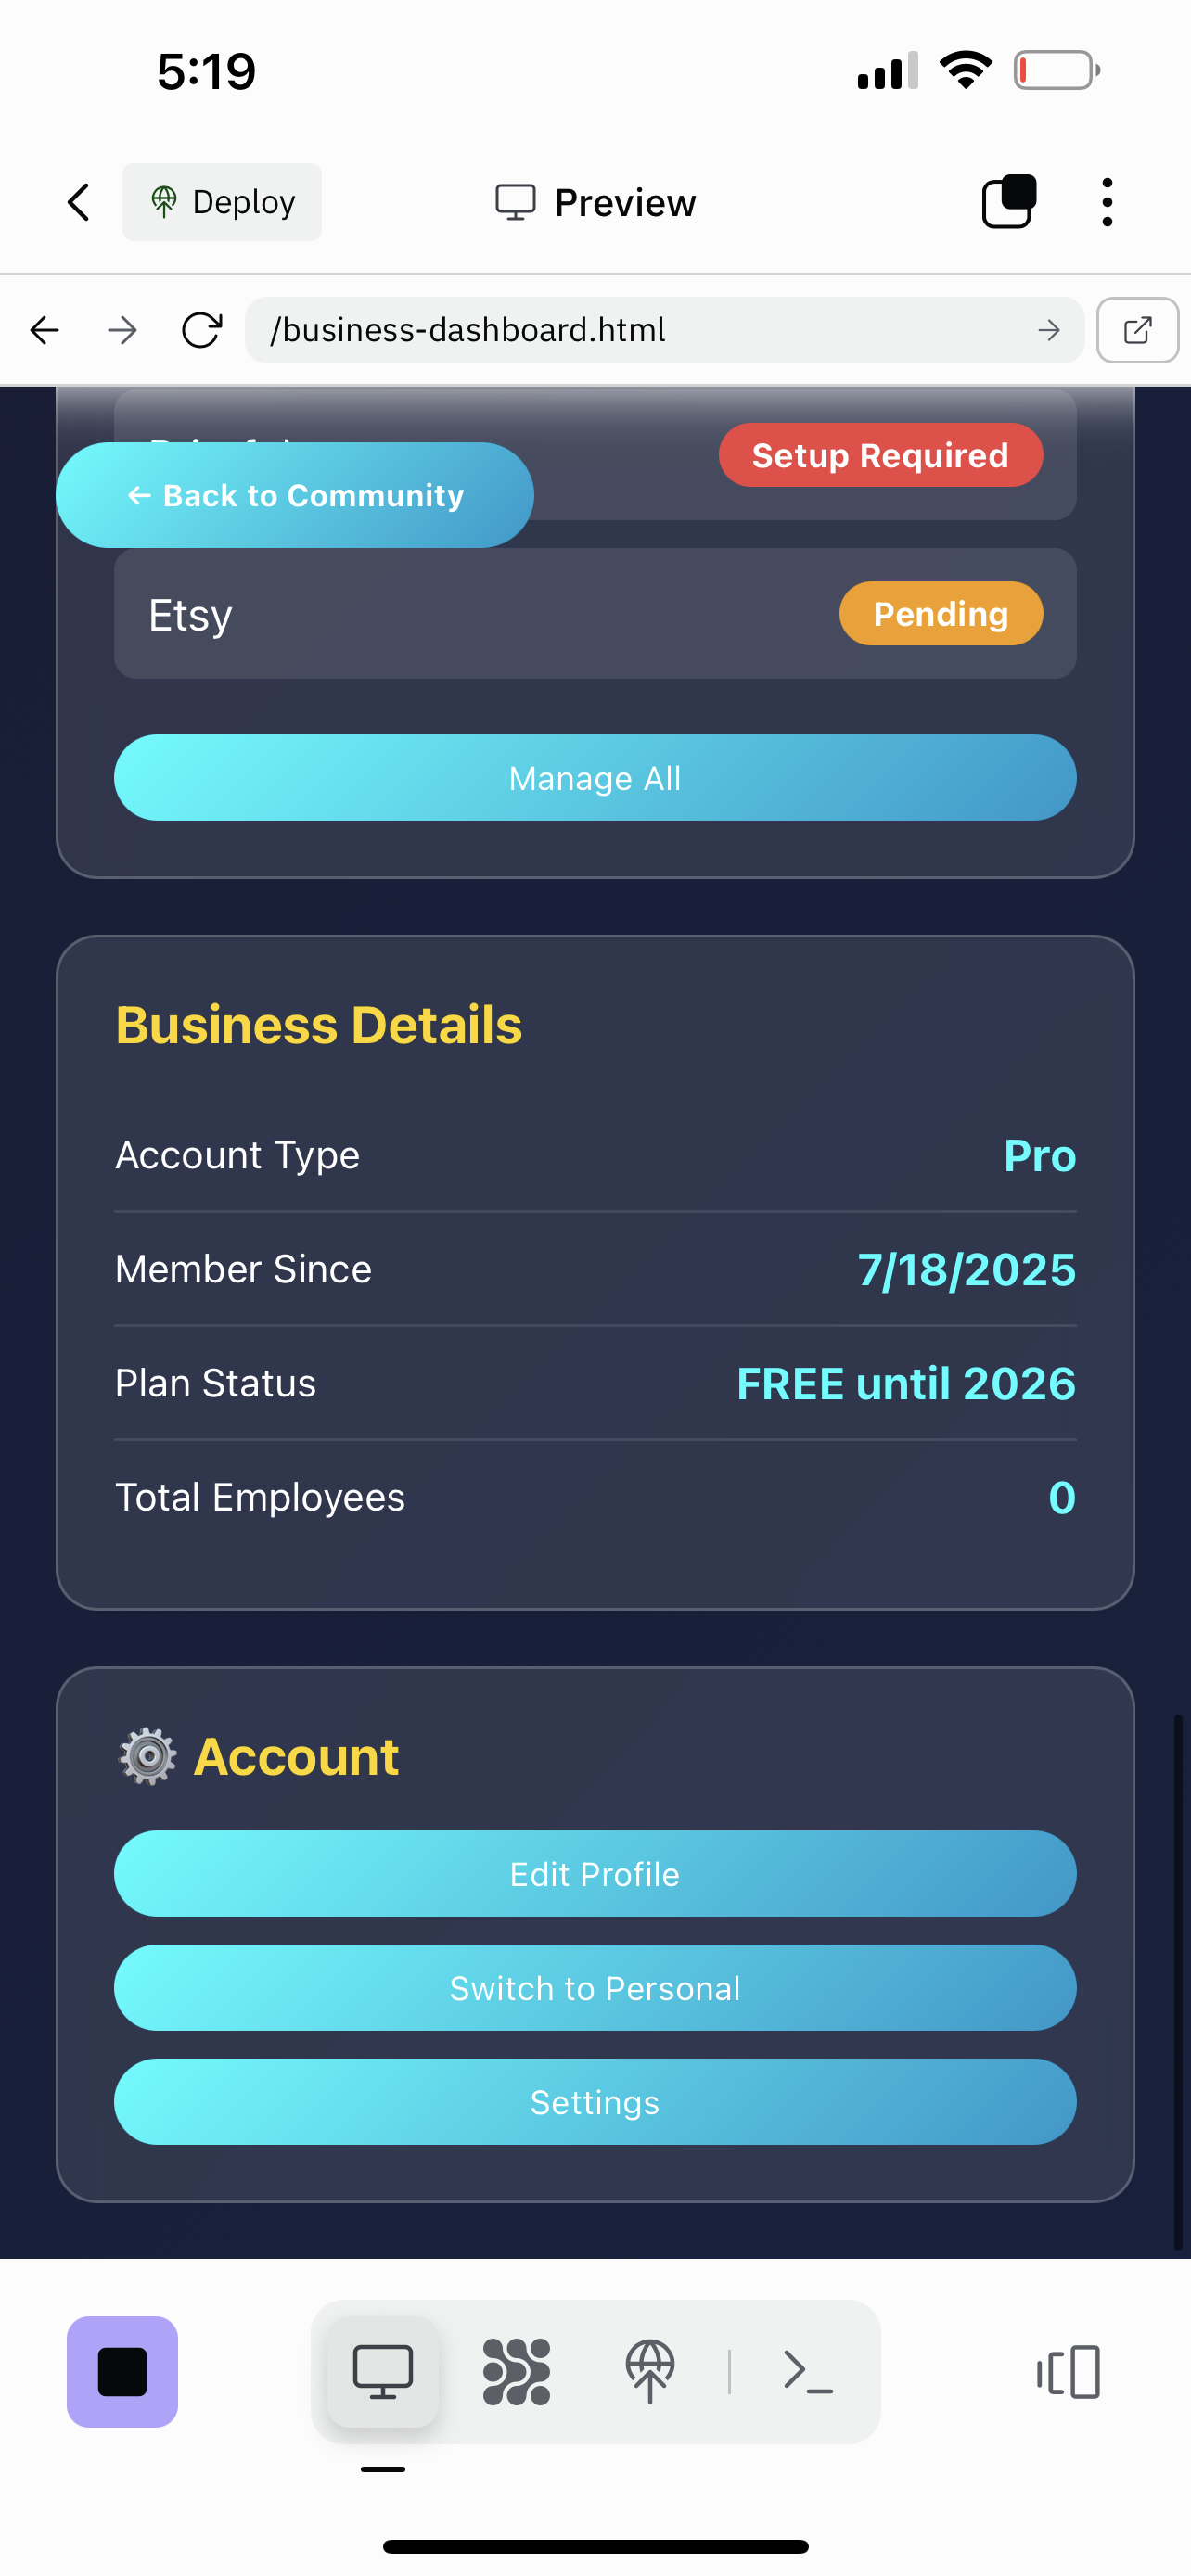 5:19
Deploy
Preview
/business-dashboard.html
Setup Required
← Back to Community
Etsy
Pending
Manage All
Business Details
Account Type
Pro
Member Since
7/18/2025
Plan Status
FREE until 2026
Total Employees
0
Account
Edit Profile
Switch to Personal
Settings